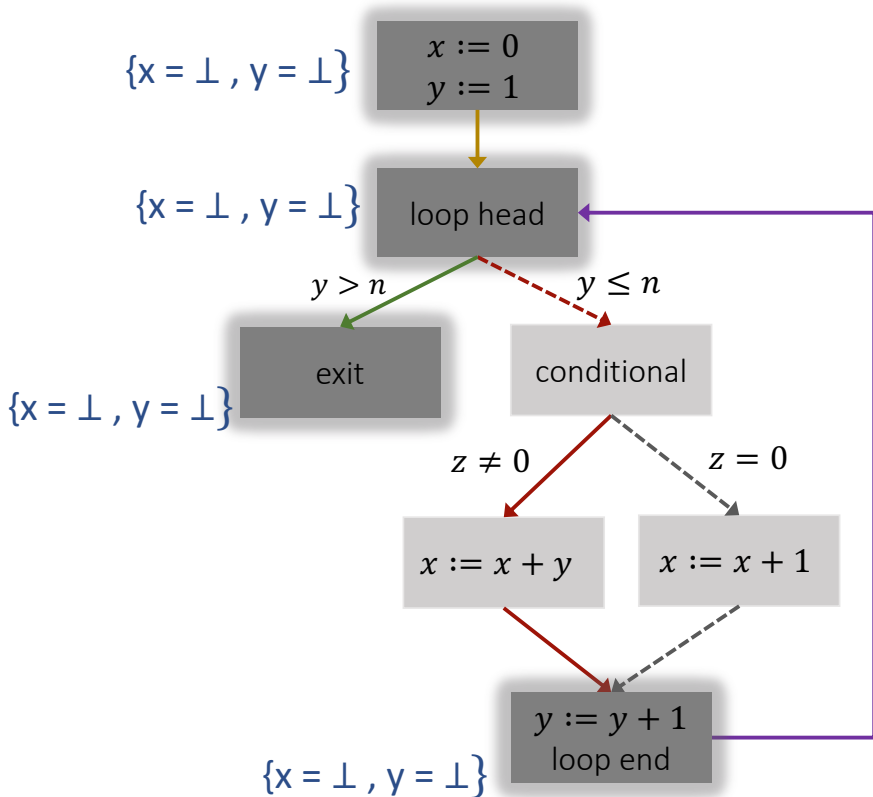 x := 0
y := 1
{x = ⊥ , y = ⊥}
loop head
{x = ⊥ , y = ⊥}
y > n
y ≤ n
exit
{x = ⊥ , y = ⊥}
conditional
z ≠ 0
z = 0
x := x + y
x := x + 1
y := y + 1
loop end
{x = ⊥ , y = ⊥}